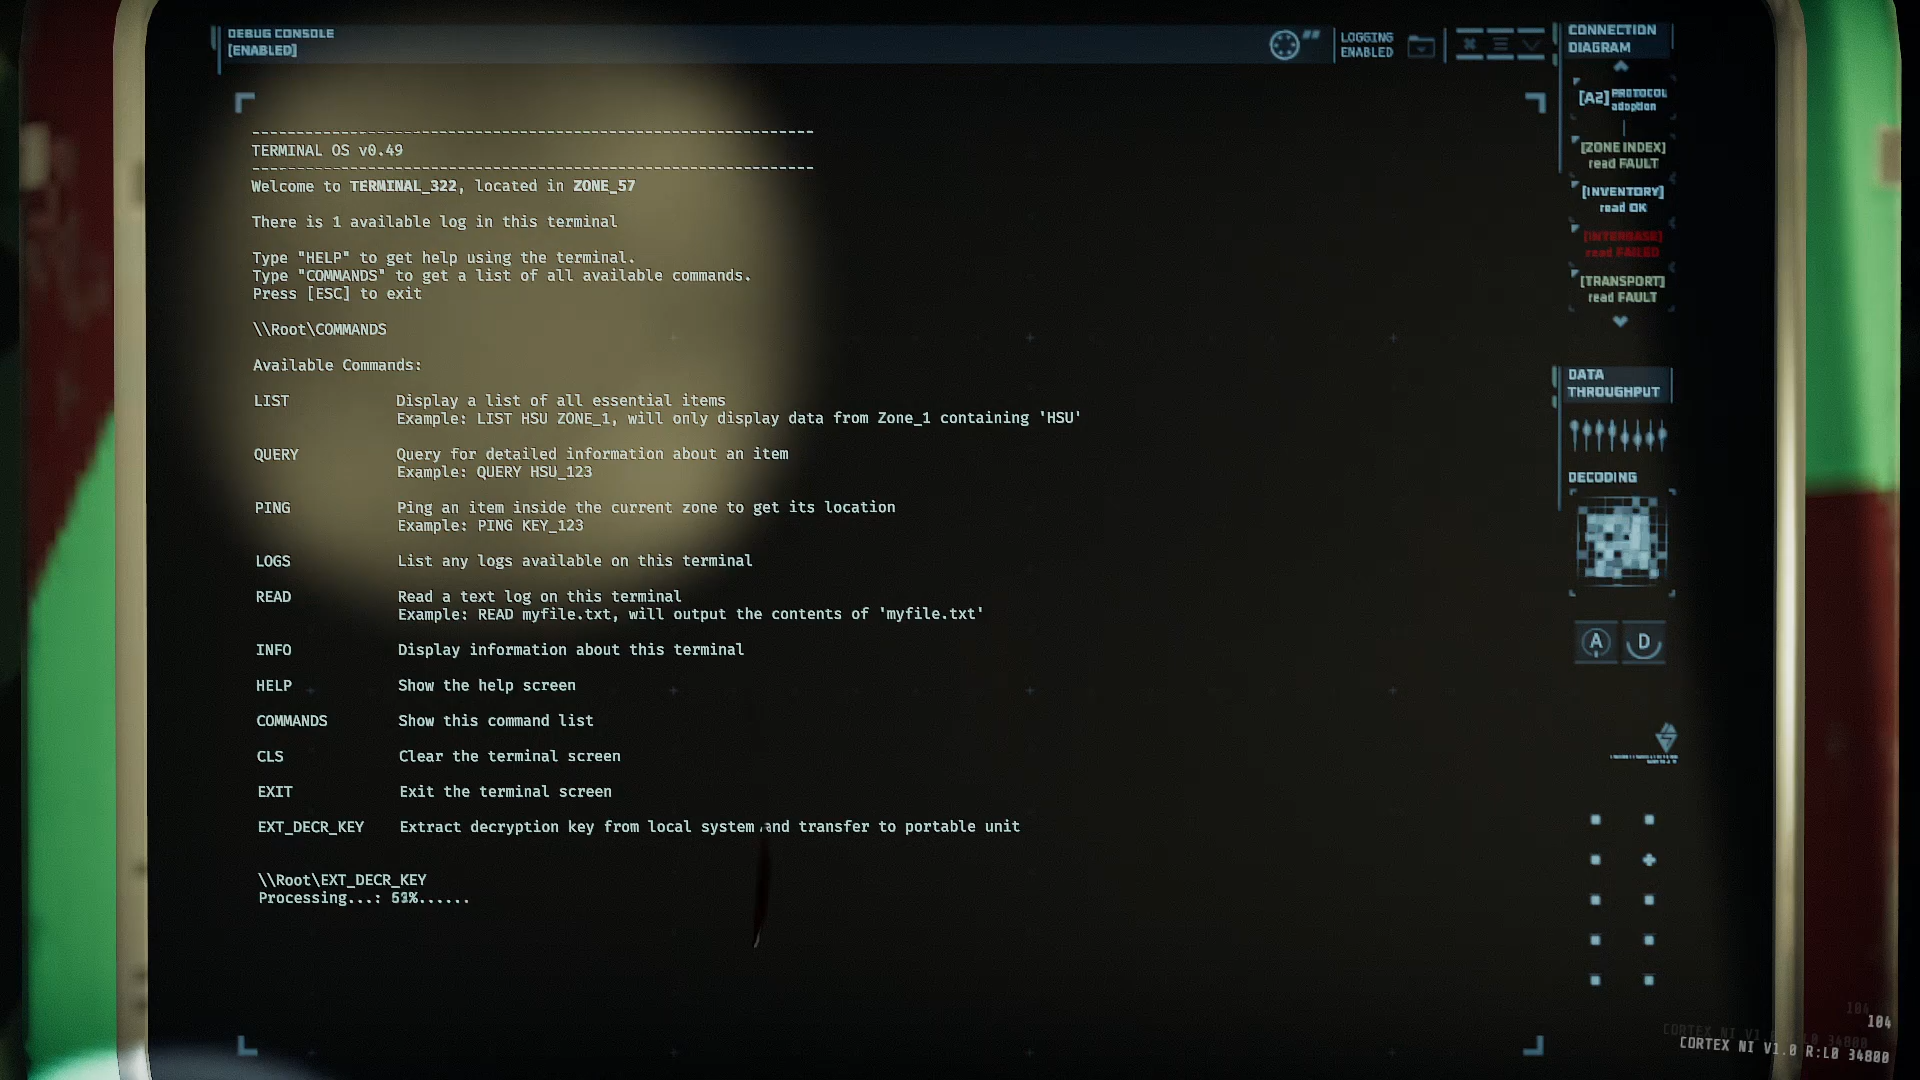 DEBUG CONSOLE
[ENABLED]
LOGGING
ENABLED
--------------------------------------------------------------
TERMINAL OS v0.49
--------------------------------------------------------------
Welcome to TERMINAL_322, located in ZONE_57
There is 1 available log in this terminal
Type "HELP" to get help using the terminal.
Type "COMMANDS" to get a list of all available commands.
Press [ESC] to exit
\\Root\COMMANDS
Available Commands:
LIST Display a list of all essential items
Example: LIST HSU ZONE_1, will only display data from Zone_1 containing 'HSU'
QUERY Query for detailed information about an item
Example: QUERY HSU_123
PING Ping an item inside the current zone to get its location
Example: PING KEY_123
LOGS List any logs available on this terminal
READ Read a text log on this terminal
Example: READ myfile.txt, will output the contents of 'myfile.txt'
INFO Display information about this terminal
HELP Show the help screen
COMMANDS Show this command list
CLS Clear the terminal screen
EXIT Exit the terminal screen
EXT_DECR_KEY Extract decryption key from local system and transfer to portable unit
\\Root\EXT_DECR_KEY
Processing...:
CONNECTION
DIAGRAM
[A2] PROTOCOL
adoption
[ZONE INDEX]
read FAULT
[INVENTORY]
read OK
[INTERBASE]
read FAILED
[TRANSPORT]
read FAULT
DATA
THROUGHPUT
DECODING
A D
104
CORTEX NI V1.0 R:L0 34800